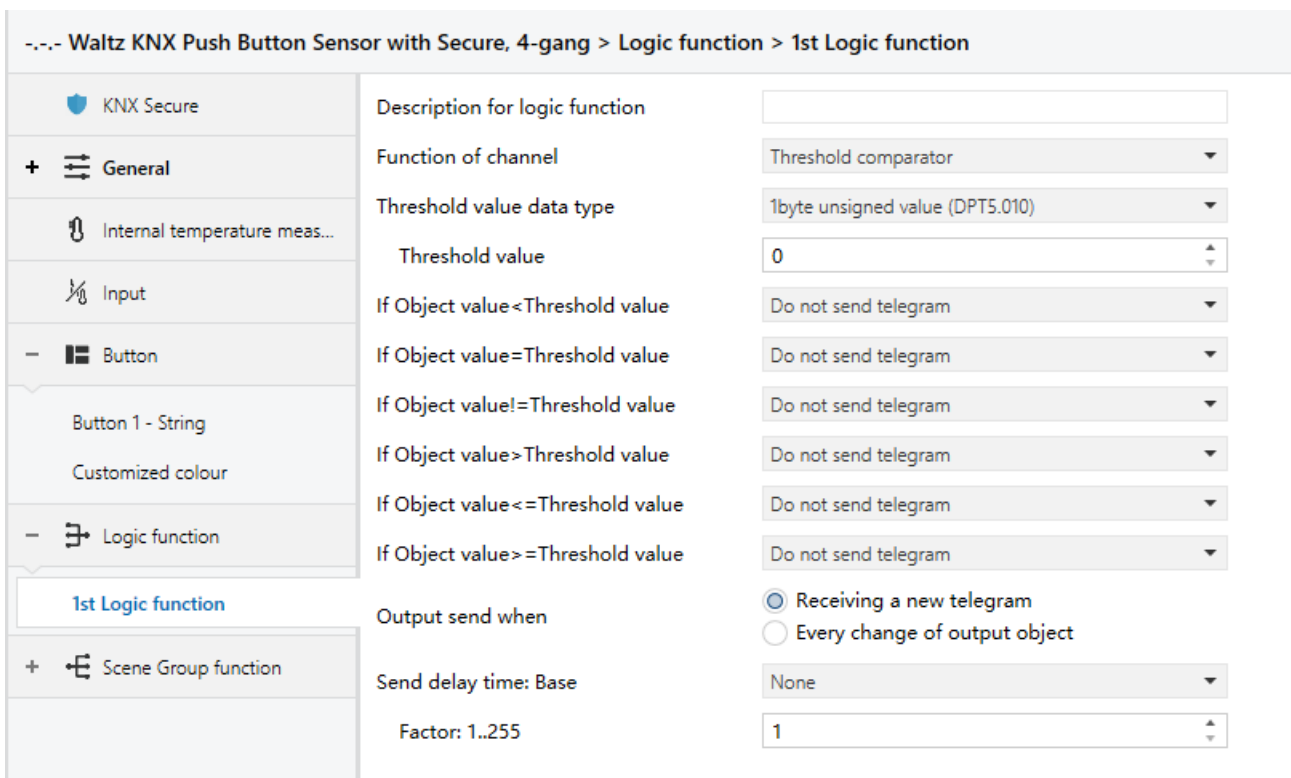 -.-.- Waltz KNX Push Button Sensor with Secure, 4-gang > Logic function > 1st Logic function
KNX Secure
+ General
Internal temperature meas...
Input
− Button
Button 1 - String
Customized colour
− Logic function
1st Logic function
+ Scene Group function
Description for logic function
Function of channel Threshold comparator
Threshold value data type 1byte unsigned value (DPT5.010)
Threshold value 0
If Object value<Threshold value Do not send telegram
If Object value=Threshold value Do not send telegram
If Object value!=Threshold value Do not send telegram
If Object value>Threshold value Do not send telegram
If Object value<=Threshold value Do not send telegram
If Object value>=Threshold value Do not send telegram
Output send when Receiving a new telegram
Every change of output object
Send delay time: Base None
Factor: 1..255 1